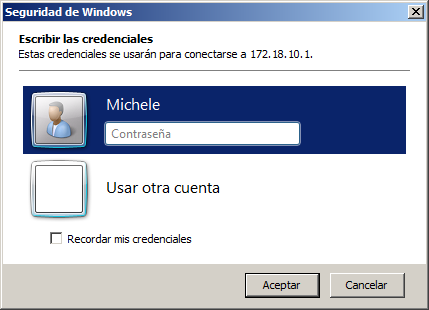 Seguridad de Windows
Escribir las credenciales
Estas credenciales se usarán para conectarse a 172.18.10.1.
Michele
Contraseña
Usar otra cuenta
Recordar mis credenciales
Aceptar
Cancelar